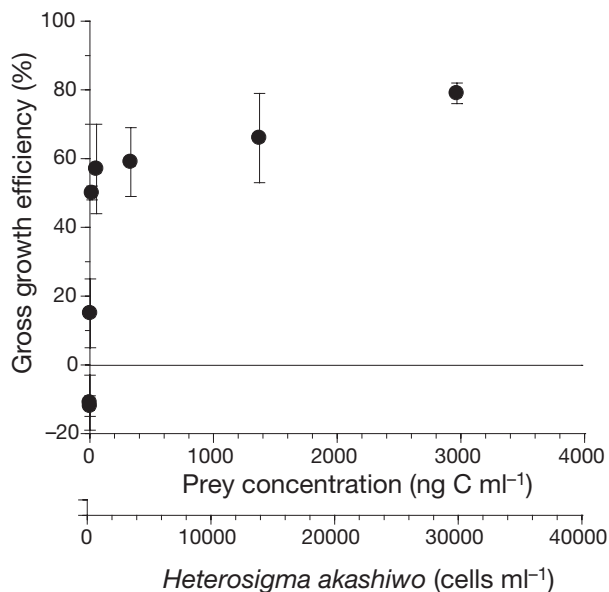 100
80
60
40
20
0
–20
Gross growth efficiency (%)
0 1000 2000 3000 4000
Prey concentration (ng C ml⁻¹)
0 10000 20000 30000 40000
Heterosigma akashiwo (cells ml⁻¹)